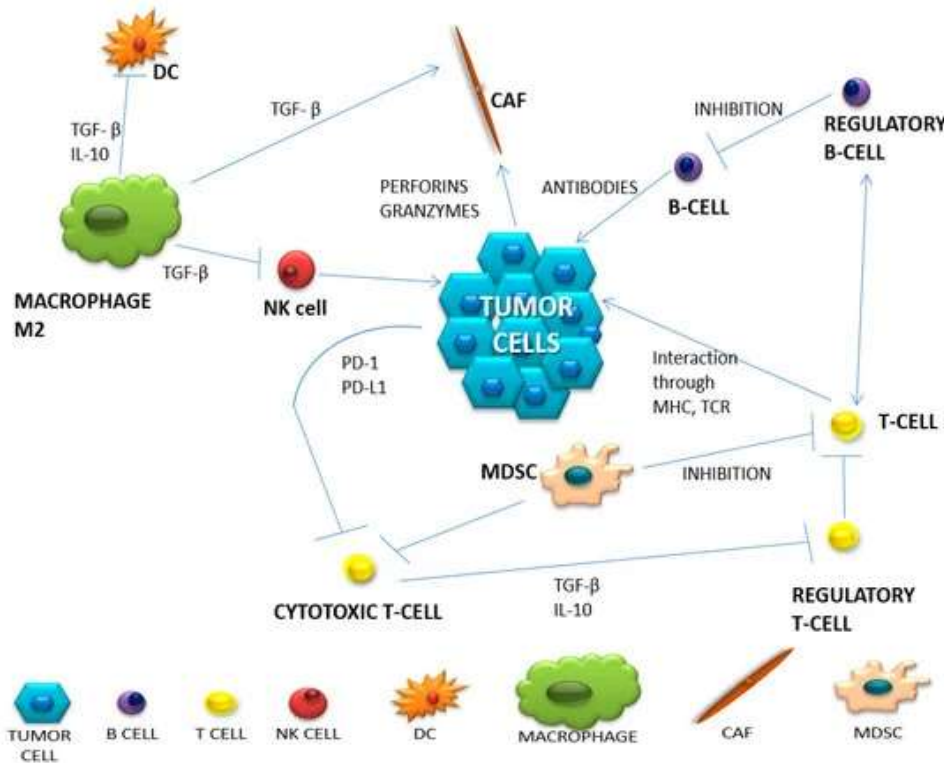 DC
TGF- β
IL-10
TGF- β
CAF
INHIBITION
REGULATORY
B-CELL
PERFORINS
GRANZYMES
ANTIBODIES
B-CELL
MACROPHAGE
M2
TGF-β
NK cell
TUMOR
CELLS
PD-1
PD-L1
Interaction
through
MHC, TCR
T-CELL
MDSC
INHIBITION
CYTOTOXIC T-CELL
TGF-β
IL-10
REGULATORY
T-CELL
TUMOR
CELL
B CELL
T CELL
NK CELL
DC
MACROPHAGE
CAF
MDSC